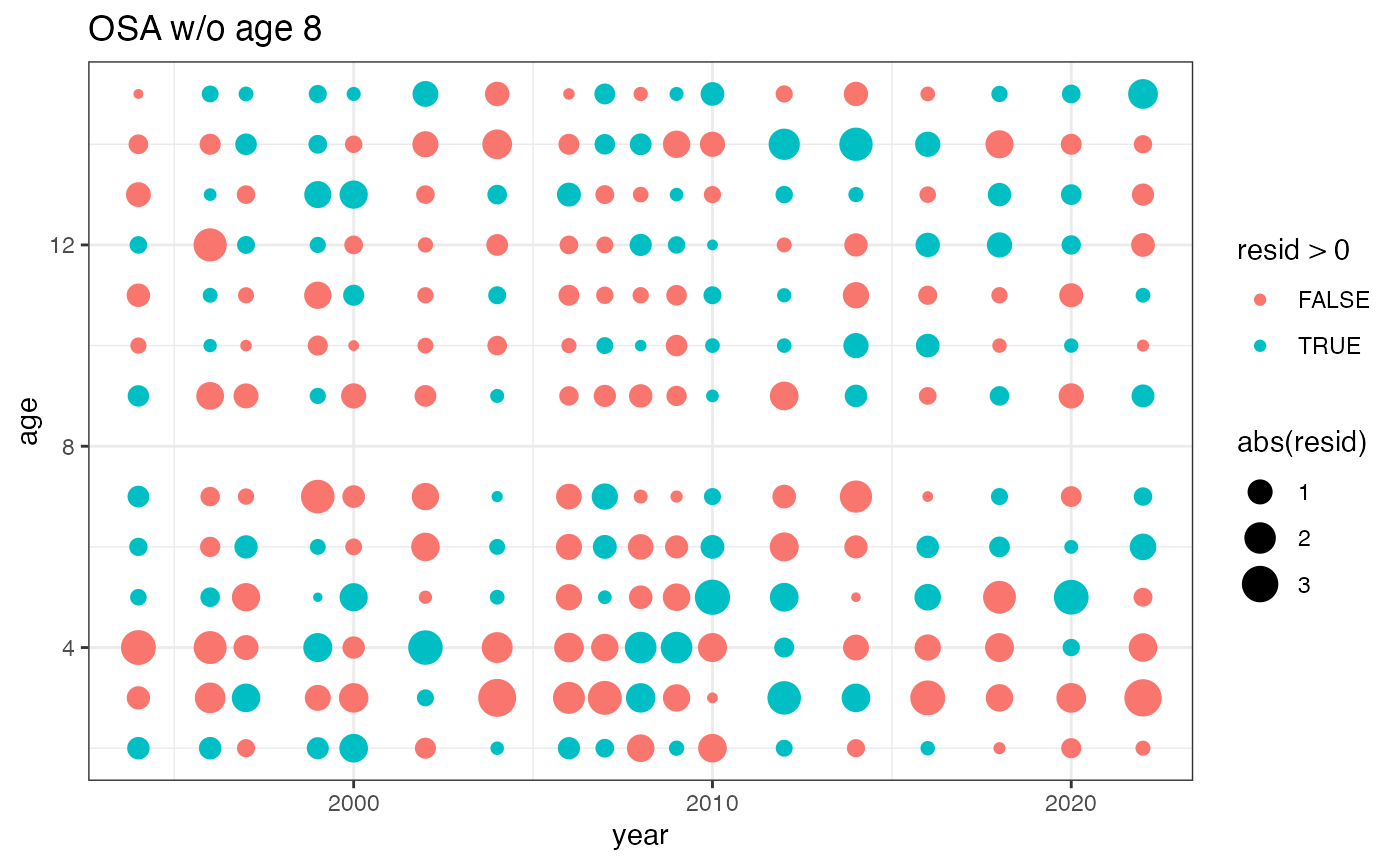 OSA w/o age 8
age
12
8
4
2000
2010
2020
year
resid > 0
FALSE
TRUE
abs(resid)
1
2
3